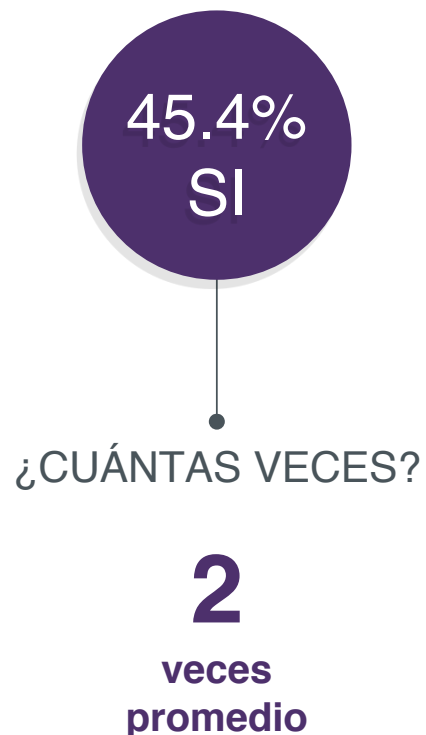 45.4%
SI
¿CUÁNTAS VECES?
2
veces
promedio